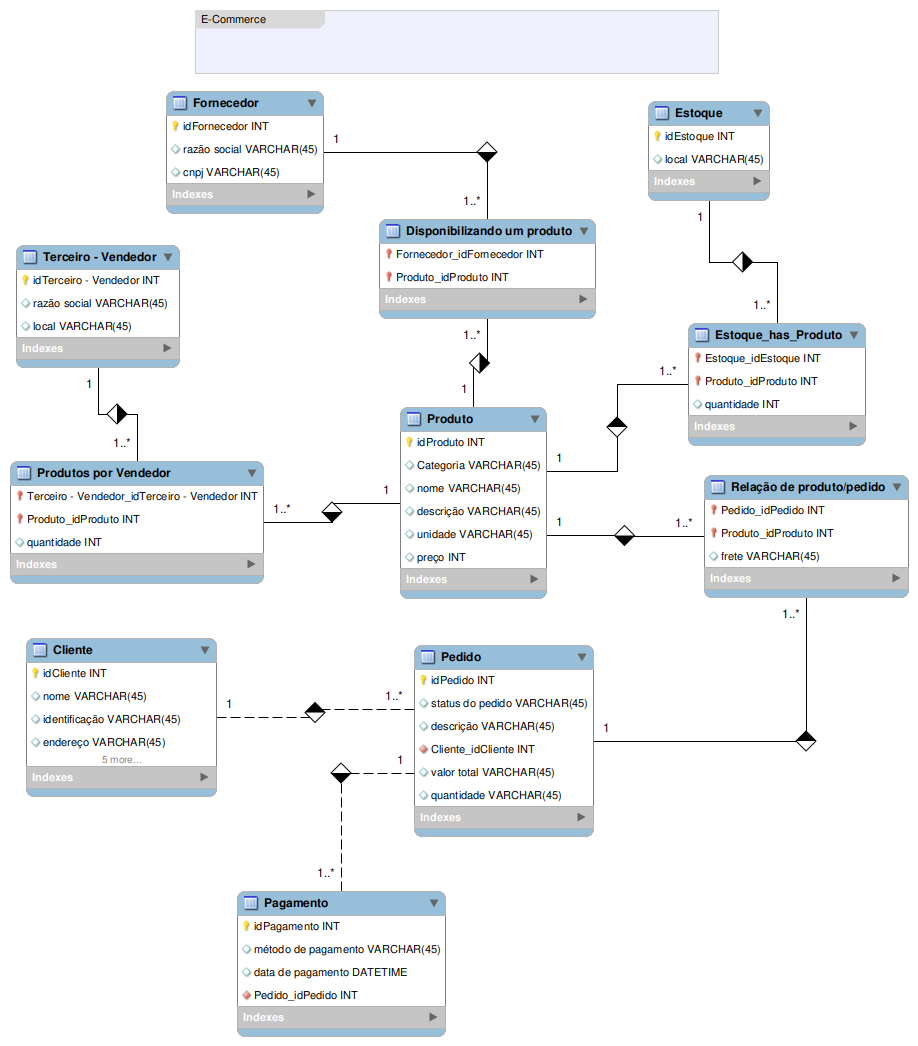 E-Commerce
Fornecedor
idFornecedor INT
razão social VARCHAR(45)
cnpj VARCHAR(45)
Indexes
1
1..*
Estoque
idEstoque INT
local VARCHAR(45)
Indexes
1
1..*
Disponibilizando um produto
Fornecedor_idFornecedor INT
Produto_idProduto INT
Indexes
1..*
1
Terceiro - Vendedor
idTerceiro - Vendedor INT
razão social VARCHAR(45)
local VARCHAR(45)
Indexes
1
1..*
Estoque_has_Produto
Estoque_idEstoque INT
Produto_idProduto INT
quantidade INT
Indexes
1..*
1
Produto
idProduto INT
Categoria VARCHAR(45)
nome VARCHAR(45)
descrição VARCHAR(45)
unidade VARCHAR(45)
preço INT
Indexes
Produtos por Vendedor
Terceiro - Vendedor_idTerceiro - Vendedor INT
Produto_idProduto INT
quantidade INT
Indexes
1..*
1
Relação de produto/pedido
Pedido_idPedido INT
Produto_idProduto INT
frete VARCHAR(45)
Indexes
1
1..*
1..*
1
Cliente
idCliente INT
nome VARCHAR(45)
identificação VARCHAR(45)
endereço VARCHAR(45)
5 more...
Indexes
1
1..*
Pedido
idPedido INT
status do pedido VARCHAR(45)
descrição VARCHAR(45)
Cliente_idCliente INT
valor total VARCHAR(45)
quantidade VARCHAR(45)
Indexes
1
1..*
Pagamento
idPagamento INT
método de pagamento VARCHAR(45)
data de pagamento DATETIME
Pedido_idPedido INT
Indexes